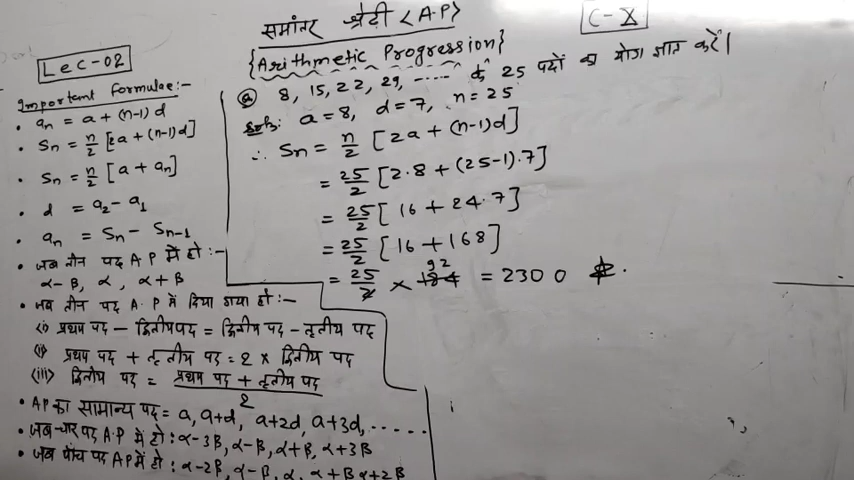 समांतर श्रेढ़ी <A.P>
C-X
Lec-02
{Arithmetic Progression}
Important formulae:-
• an = a + (n-1) d
• Sn = n/2 [2a + (n-1)d]
• Sn = n/2 [a + an]
• d = a2 - a1
• an = Sn - Sn-1
• जब तीन पद A P में हो :-
α - β, α, α + β
• जब तीन पद A.P में दिया गया हो :-
(i) प्रथम पद - द्वितीय पद = द्वितीय पद - तृतीय पद
(ii) प्रथम पद + तृतीय पद = 2 × द्वितीय पद
(iii) द्वितीय पद = प्रथम पद + तृतीय पद / 2
• AP का सामान्य पद = a, a+d, a+2d, a+3d, ......
• जब चार पद A.P में हो : α-3β, α-β, α+β, α+3β
• जब पांच पद AP में हो : α-2β, α-β, α, α+β α+2β
Q 8, 15, 22, 29, ...... के 25 पदों का योग ज्ञात करें।
Soln: a = 8, d = 7, n = 25
∴ Sn = n/2 [2a + (n-1)d]
= 25/2 [2.8 + (25-1).7]
= 25/2 [16 + 24.7]
= 25/2 [16 + 168]
= 25/2 × 184 92 = 2300